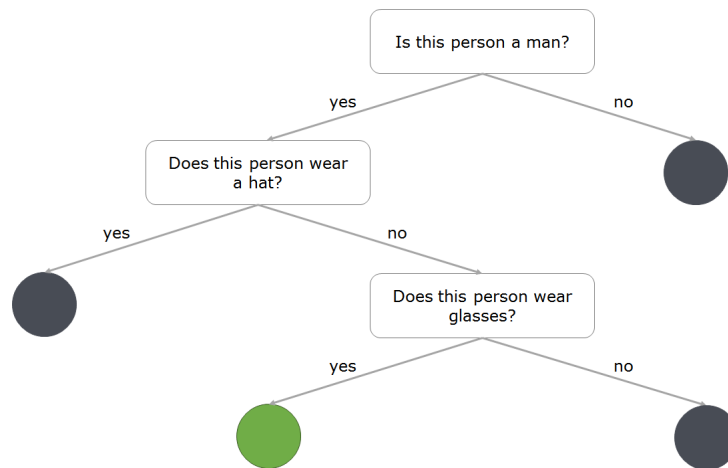 Is this person a man?
yes
no
Does this person wear
a hat?
yes
no
Does this person wear
glasses?
yes
no